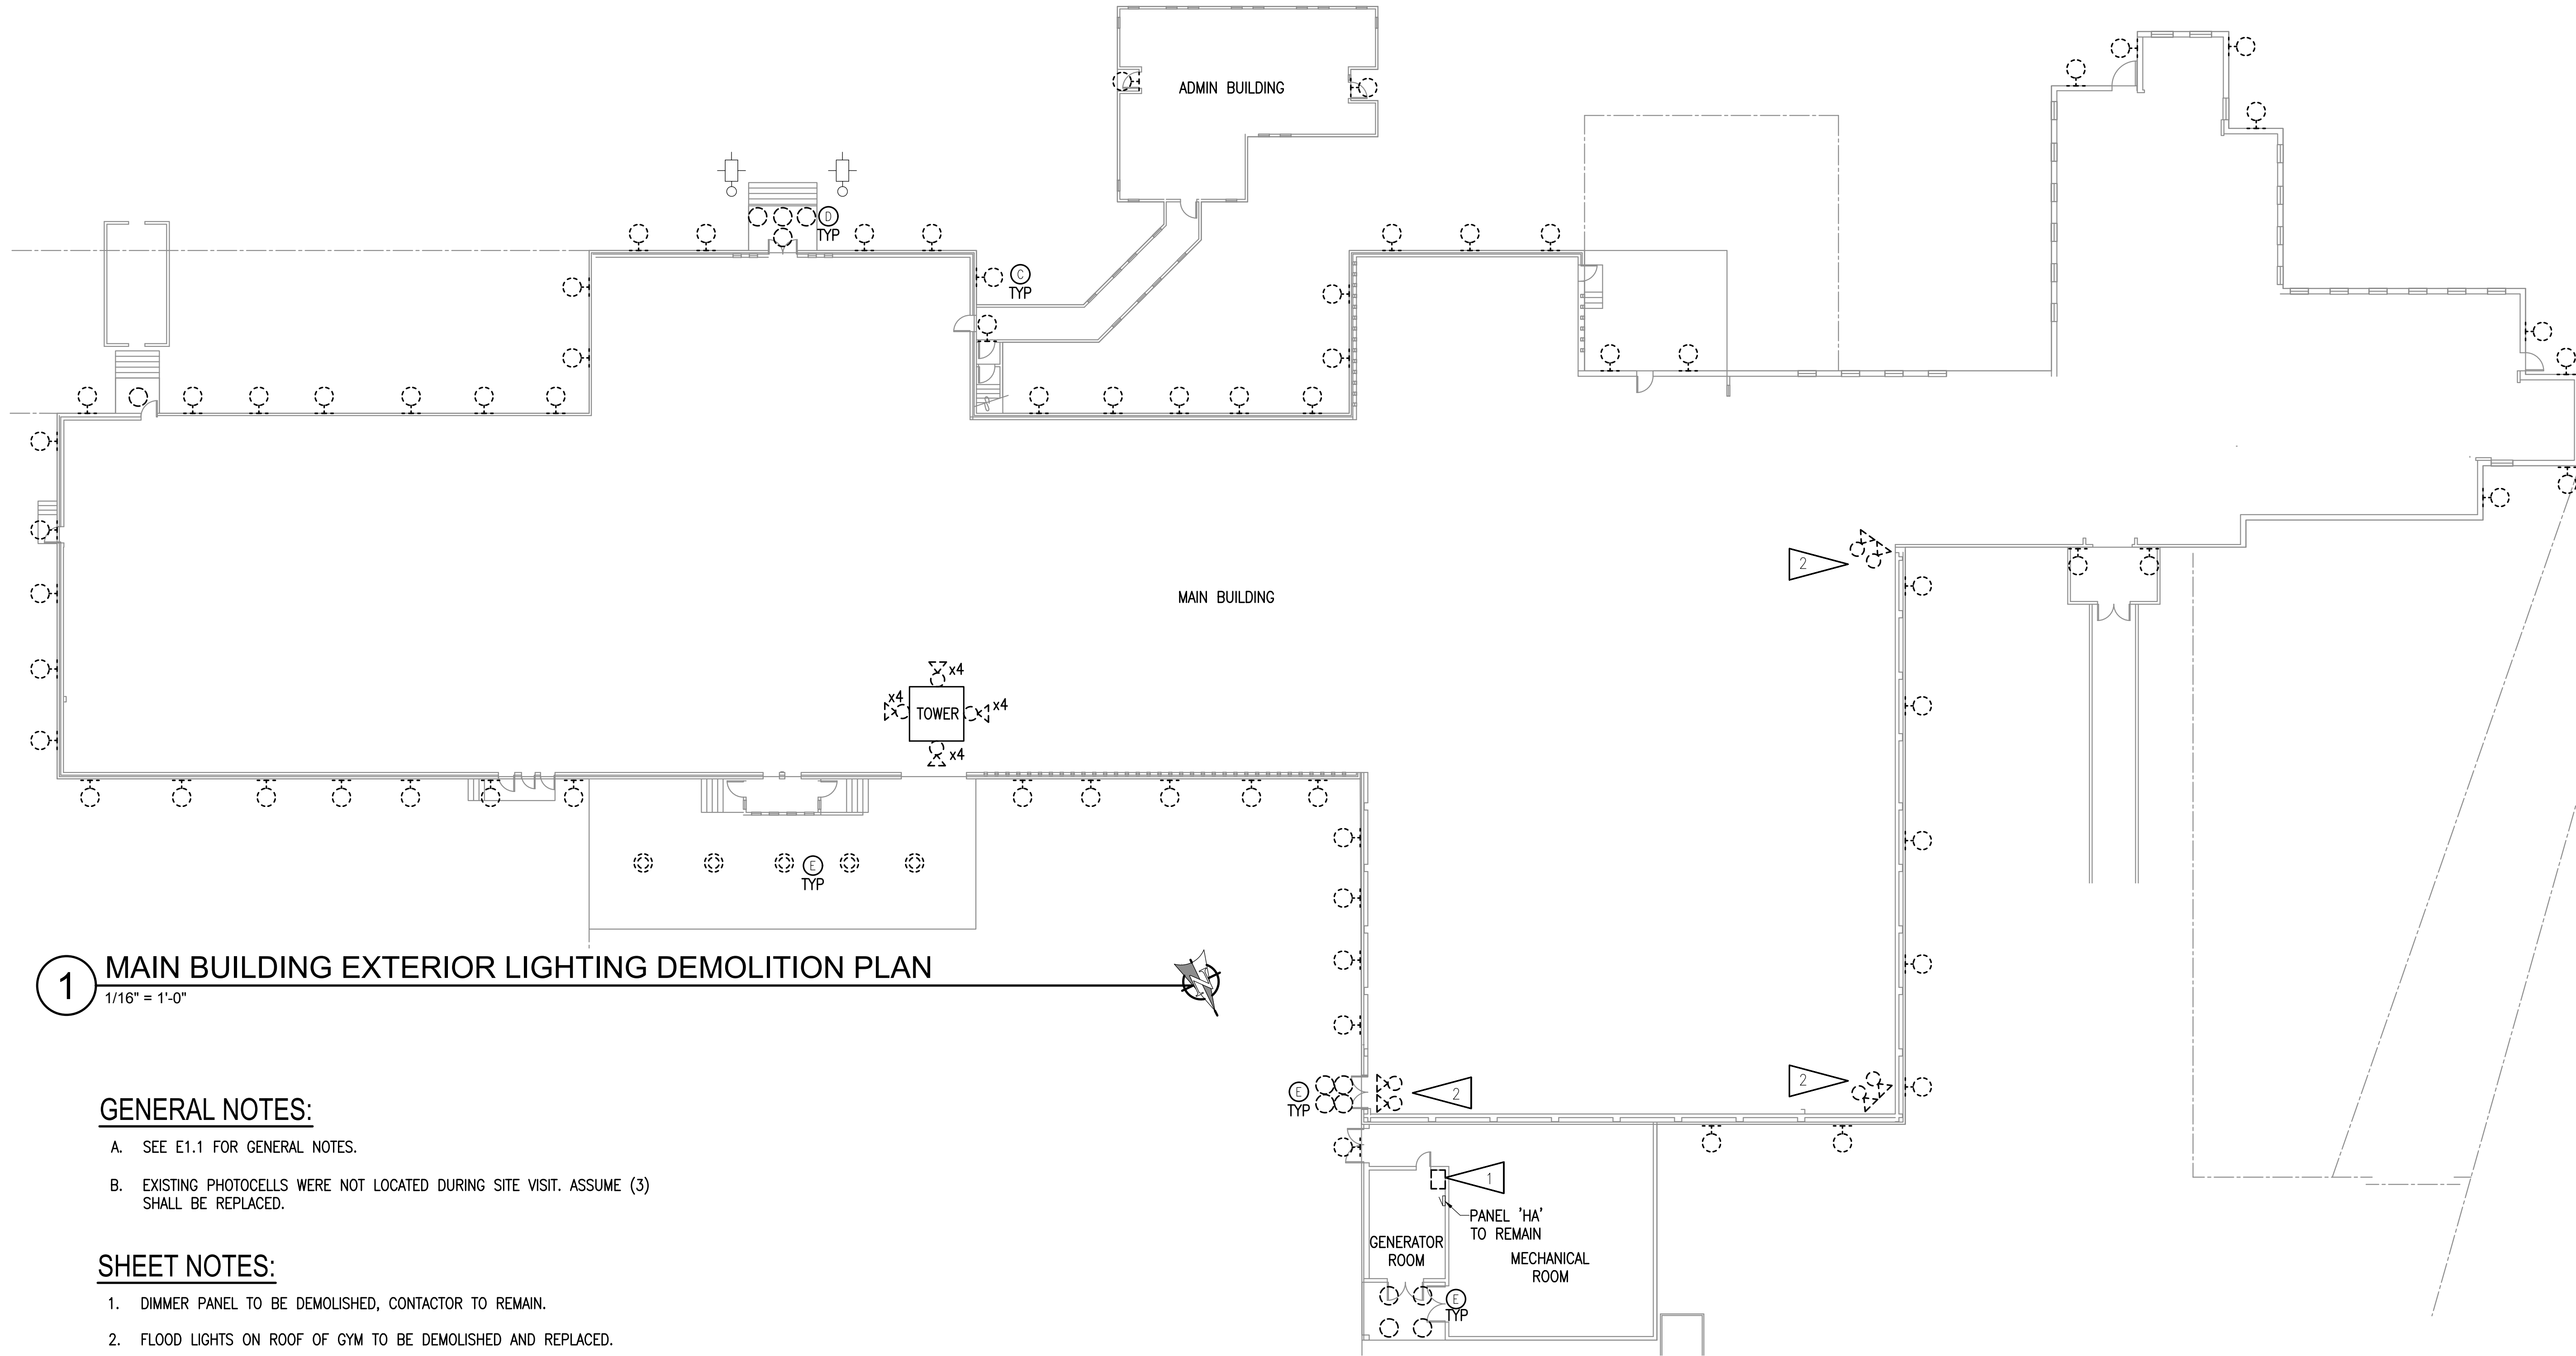 ADMIN BUILDING
D
TYP
C
TYP
2
MAIN BUILDING
x4
x4
TOWER
x4
x4
E
TYP
1
MAIN BUILDING EXTERIOR LIGHTING DEMOLITION PLAN
1/16" = 1'-0"
N
E
TYP
2
2
GENERAL NOTES:
A. SEE E1.1 FOR GENERAL NOTES.
B. EXISTING PHOTOCELLS WERE NOT LOCATED DURING SITE VISIT. ASSUME (3)
SHALL BE REPLACED.
1
PANEL 'HA'
TO REMAIN
GENERATOR
ROOM
MECHANICAL
ROOM
E
TYP
SHEET NOTES:
1. DIMMER PANEL TO BE DEMOLISHED, CONTACTOR TO REMAIN.
2. FLOOD LIGHTS ON ROOF OF GYM TO BE DEMOLISHED AND REPLACED.